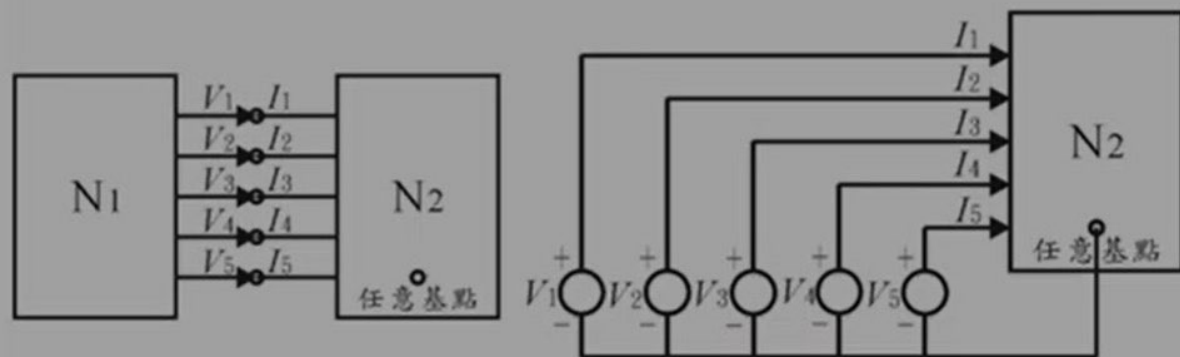 V1 I1
V2 I2
V3 I3
V4 I4
V5 I5
N1
N2
任意基點
I1
I2
I3
I4
I5
N2
任意基點
+ + + + +
V1 V2 V3 V4 V5
− − − − −